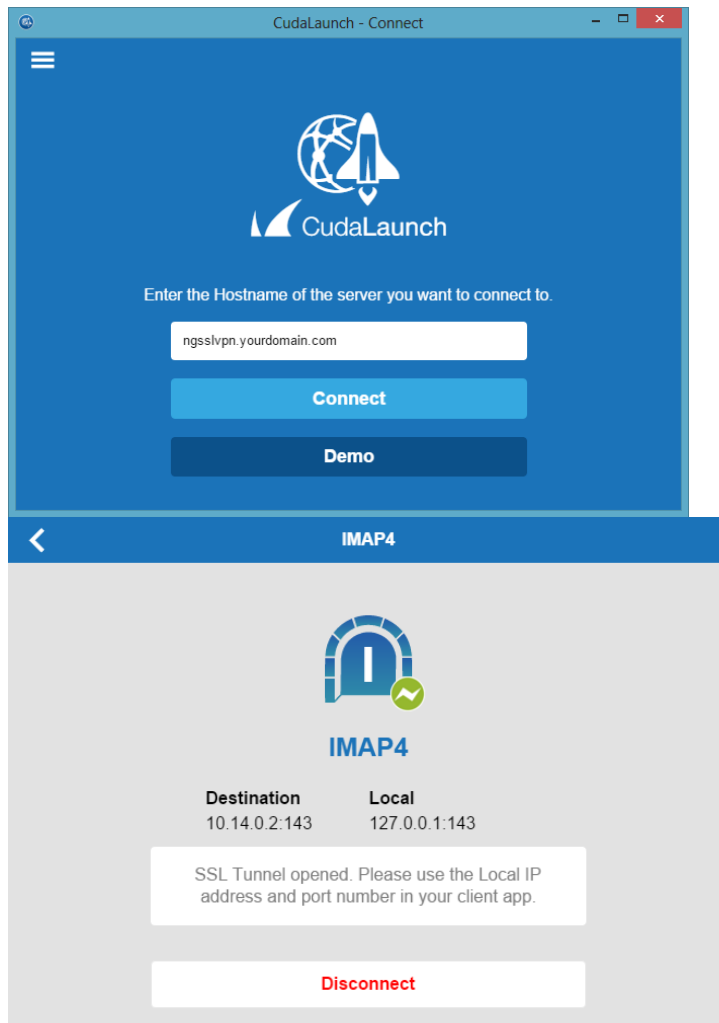 CudaLaunch - Connect
CudaLaunch
Enter the Hostname of the server you want to connect to.
ngsslvpn.yourdomain.com
Connect
Demo
IMAP4
I
IMAP4
Destination Local
10.14.0.2:143 127.0.0.1:143
SSL Tunnel opened. Please use the Local IP
address and port number in your client app.
Disconnect